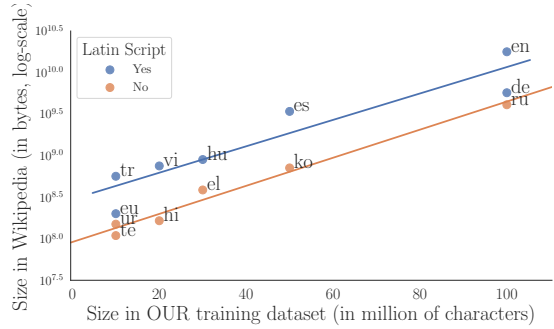 Size in Wikipedia (in bytes, log-scale)
10^10.5
10^10.0
10^9.5
10^9.0
10^8.5
10^8.0
10^7.5
Latin Script
Yes
No
en
de
ru
es
ko
hu
el
vi
hi
tr
eu
ur
te
0
20
40
60
80
100
Size in OUR training dataset (in million of characters)